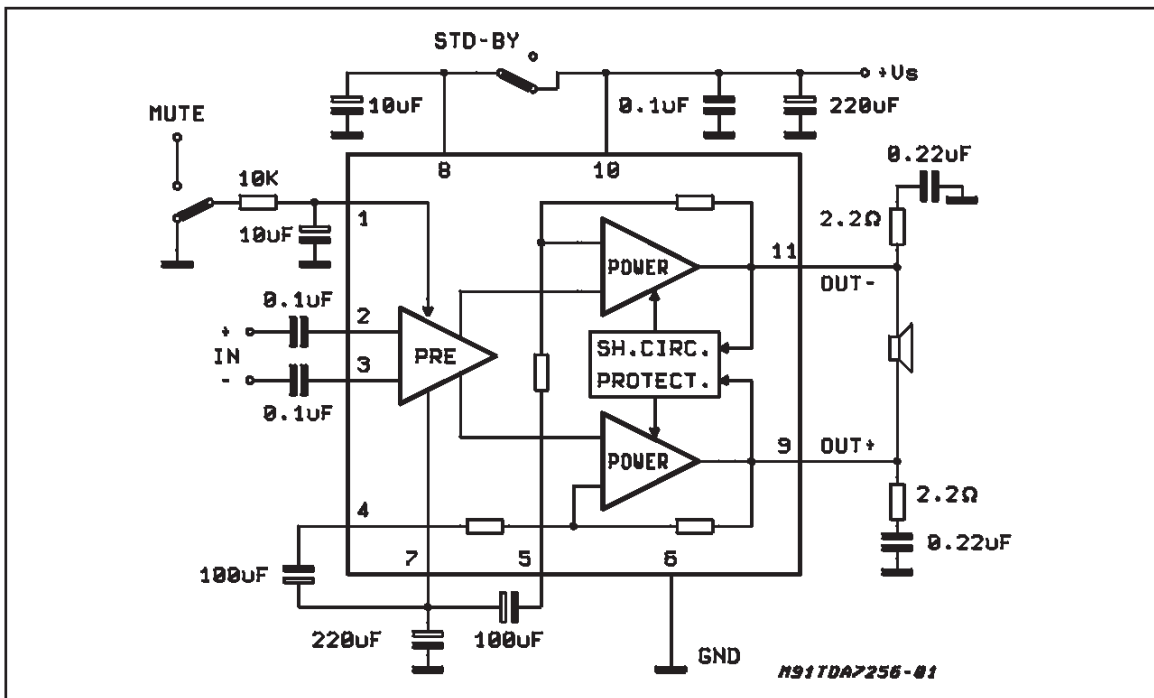 STD-BY
+Vs
10uF
0.1uF
220uF
MUTE
0.22uF
8
10
10K
2.2Ω
1
10uF
11
POWER
OUT-
0.1uF
2
+
IN
-
PRE
3
SH.CIRC.
PROTECT.
0.1uF
9
OUT+
POWER
2.2Ω
4
0.22uF
7
5
6
100uF
220uF
100uF
GND
M91TDA7256-01